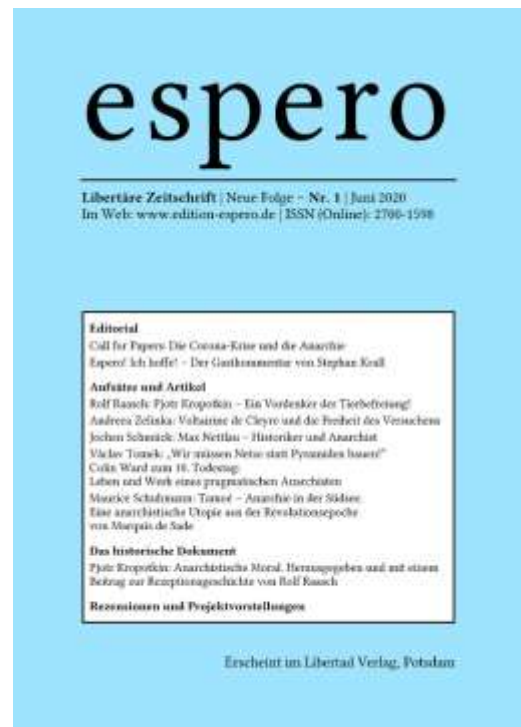 espero
Libertäre Zeitschrift | Neue Folge – Nr. 1 | Juni 2020
Im Web: www.edition-espero.de | ISSN (Online): 2700-1598
Editorial
Call for Papers: Die Corona-Krise und die Anarchie
Espero! Ich hoffe! – Der Gastkommentar von Stephan Krall
Aufsätze und Artikel
Rolf Raasch: Pjotr Kropotkin – Ein Vordenker der Tierbefreiung?
Andreea Zelinka: Voltairine de Cleyre und die Freiheit des Versuchens
Jochen Schmück: Max Nettlau – Historiker und Anarchist
Václav Tomek: „Wir müssen Netze statt Pyramiden bauen!“
Colin Ward zum 10. Todestag:
Leben und Werk eines pragmatischen Anarchisten
Maurice Schuhmann: Tamoé – Anarchie in der Südsee.
Eine anarchistische Utopie aus der Revolutionsepoche
von Marquis de Sade
Das historische Dokument
Pjotr Kropotkin: Anarchistische Moral. Herausgegeben und mit einem
Beitrag zur Rezeptionsgeschichte von Rolf Raasch
Rezensionen und Projektvorstellungen
Erscheint im Libertad Verlag, Potsdam